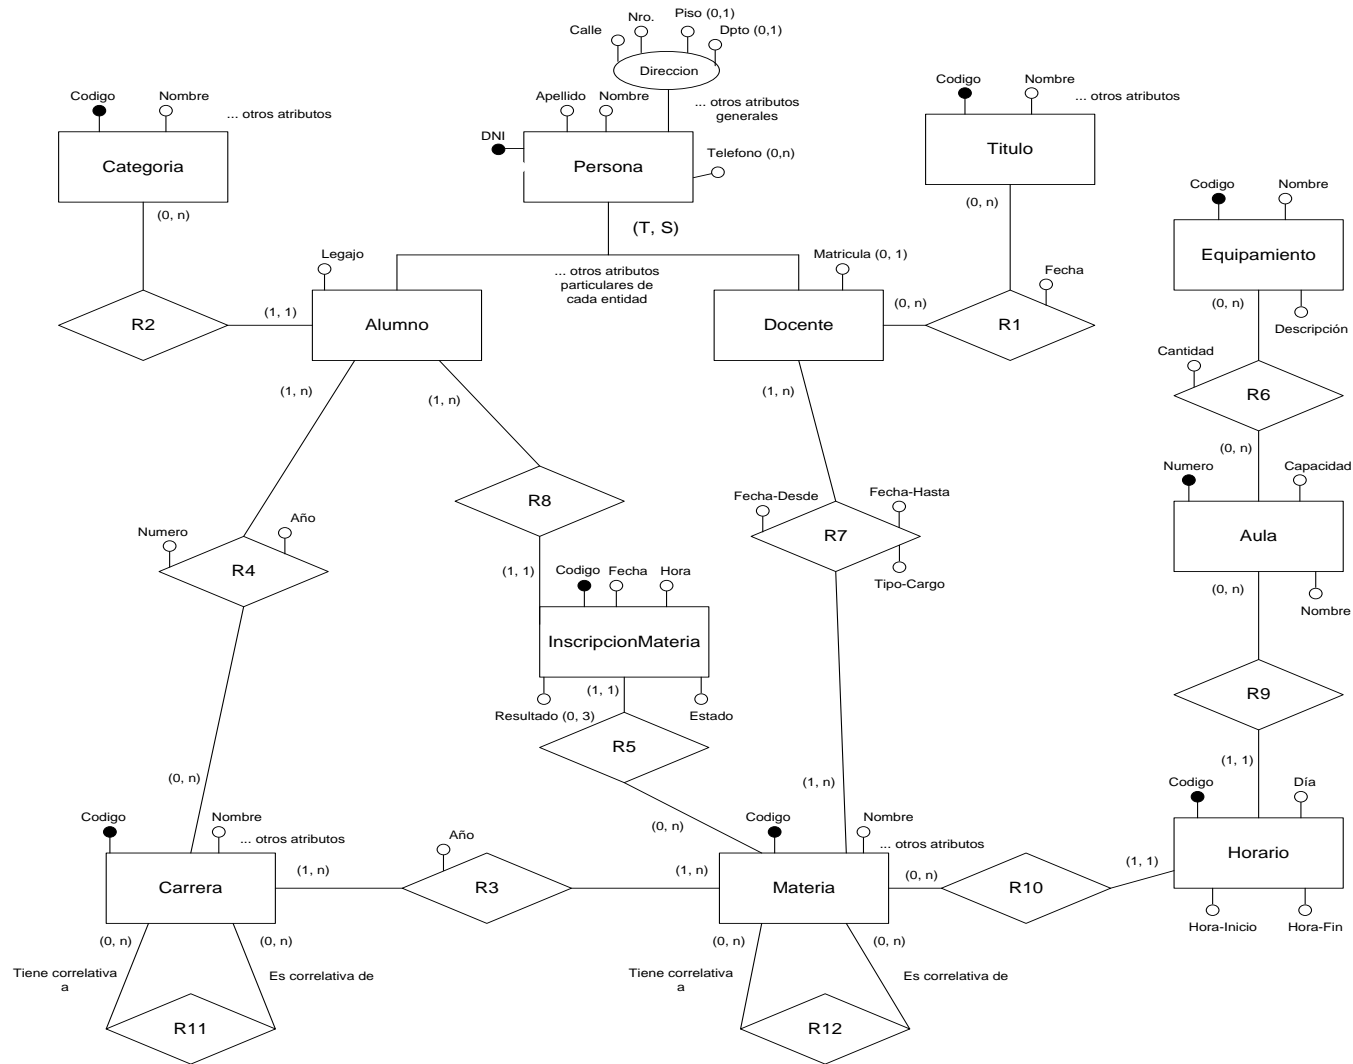 Calle
Nro.
Piso (0,1)
Dpto (0,1)
Direccion
Codigo
Nombre
... otros atributos
Categoria
(0, n)
Apellido
Nombre
... otros atributos
generales
DNI
Persona
Telefono (0,n)
(T, S)
Codigo
Nombre
... otros atributos
Titulo
(0, n)
Codigo
Nombre
Equipamiento
(0, n)
Descripción
R2
(1, 1)
Legajo
Alumno
... otros atributos
particulares de
cada entidad
Matricula (0, 1)
Docente
(0, n)
Fecha
R1
(1, n)
(1, n)
(1, n)
Cantidad
R6
(0, n)
Numero
Capacidad
Aula
(0, n)
Nombre
R8
Fecha-Desde
Fecha-Hasta
R7
Tipo-Cargo
Numero
Año
R4
(1, 1)
Codigo
Fecha
Hora
InscripcionMateria
(1, 1)
Resultado (0, 3)
Estado
R5
R9
(1, 1)
(0, n)
(1, n)
(0, n)
Codigo
Nombre
... otros atributos
Carrera
(1, n)
Año
R3
(1, n)
Codigo
Nombre
... otros atributos
Materia
(0, n)
R10
(1, 1)
Codigo
Día
Horario
Hora-Inicio
Hora-Fin
(0, n)
(0, n)
Tiene correlativa
a
Es correlativa de
R11
(0, n)
(0, n)
Tiene correlativa
a
Es correlativa de
R12